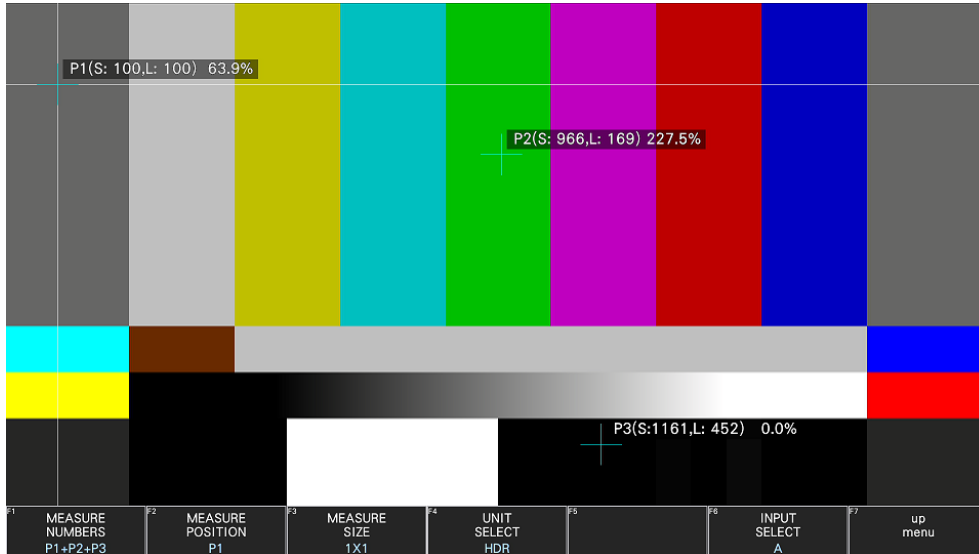 P1(S: 100,L: 100) 63.9%
P2(S: 966,L: 169) 227.5%
P3(S:1161,L: 452) 0.0%
F1 MEASURE NUMBERS P1+P2+P3
F2 MEASURE POSITION P1
F3 MEASURE SIZE 1X1
F4 UNIT SELECT HDR
F5
F6 INPUT SELECT A
F7 up menu